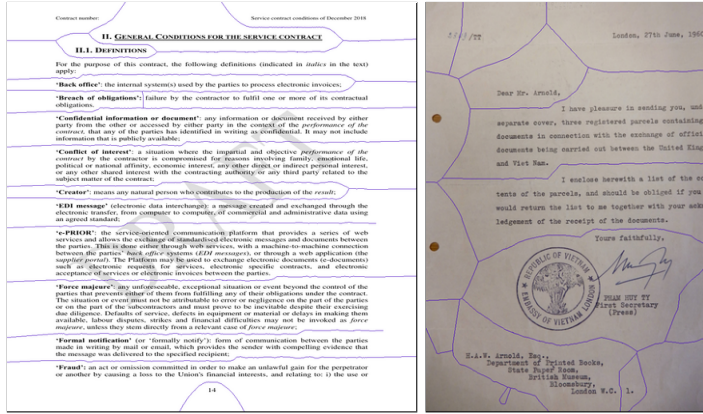 Contract number:
Service contract conditions of December 2018
II. GENERAL CONDITIONS FOR THE SERVICE CONTRACT
II.1. DEFINITIONS
For the purpose of this contract, the following definitions (indicated in italics in the text)
apply:
'Back office': the internal system(s) used by the parties to process electronic invoices;
'Breach of obligations': failure by the contractor to fulfil one or more of its contractual
obligations.
'Confidential information or document': any information or document received by either
party from the other or accessed by either party in the context of the performance of the
contract, that any of the parties has identified in writing as confidential. It may not include
information that is publicly available;
'Conflict of interest': a situation where the impartial and objective performance of the
contract by the contractor is compromised for reasons involving family, emotional life,
political or national affinity, economic interest, any other direct or indirect personal interest,
or any other shared interest with the contracting authority or any third party related to the
subject matter of the contract;
'Creator': means any natural person who contributes to the production of the result;
'EDI message' (electronic data interchange): a message created and exchanged through the
electronic transfer, from computer to computer, of commercial and administrative data using
an agreed standard;
'e-PRIOR': the service-oriented communication platform that provides a series of web
services and allows the exchange of standardised electronic messages and documents between
the parties. This is done either through web services, with a machine-to-machine connection
between the parties' back office systems (EDI messages), or through a web application (the
supplier portal). The Platform may be used to exchange electronic documents (e-documents)
such as electronic requests for services, electronic specific contracts, and electronic
acceptance of services or electronic invoices between the parties.
'Force majeure': any unforeseeable, exceptional situation or event beyond the control of the
parties that prevents either of them from fulfilling any of their obligations under the contract.
The situation or event must not be attributable to error or negligence on the part of the parties
or on the part of the subcontractors and must prove to be inevitable despite their exercising
due diligence. Defaults of service, defects in equipment or material or delays in making them
available, labour disputes, strikes and financial difficulties may not be invoked as force
majeure, unless they stem directly from a relevant case of force majeure;
'Formal notification' (or 'formally notify'): form of communication between the parties
made in writing by mail or email, which provides the sender with compelling evidence that
the message was delivered to the specified recipient;
'Fraud': an act or omission committed in order to make an unlawful gain for the perpetrator
or another by causing a loss to the Union's financial interests, and relating to: i) the use or
14
DRAFT
/TT
London, 27th June, 1960
Dear Mr. Arnold,
I have pleasure in sending you, und
separate cover, three registered parcels containing
documents in connection with the exchange of offici
documents being carried out between the United King
and Viet Nam.
I enclose herewith a list of the co
tents of the parcels, and should be obliged if you
would return the list to me together with your ackn
ledgement of the receipt of the documents.
Yours faithfully,
REPUBLIC OF VIETNAM
EMBASSY OF VIETNAM LONDON
PHAM HUY TY
First Secretary
(Press)
H.A.W. Arnold, Esq.,
Department of Printed Books,
State Paper Room,
British Museum,
Bloomsbury,
London W.C. 1.